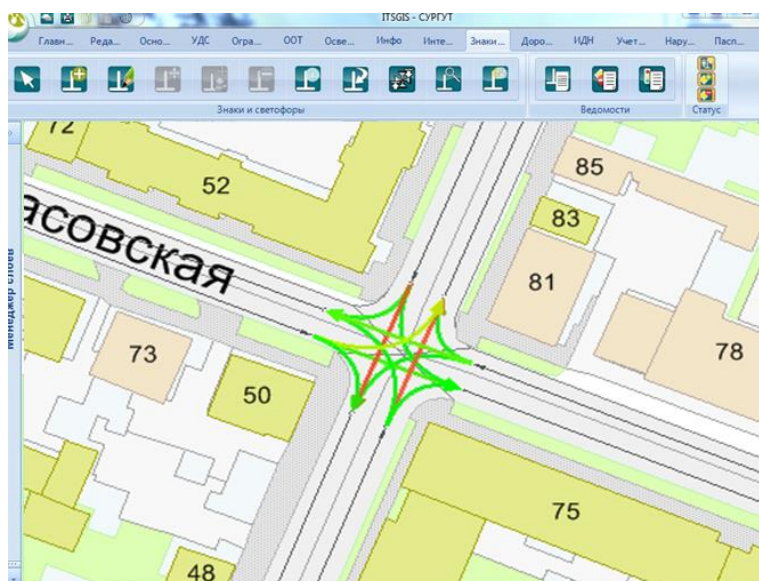 ITSGIS - СУРГУТ
Главн... Реда... Осно... УДС Огра... ООТ Осве... Инфо Инте... Знаки... Доро... ИДН Учет... Нару... Пасп...
Знаки и светофоры Ведомости Статус
Менеджер слоев
72
52
85
83
81
78
асовская
73
50
75
48